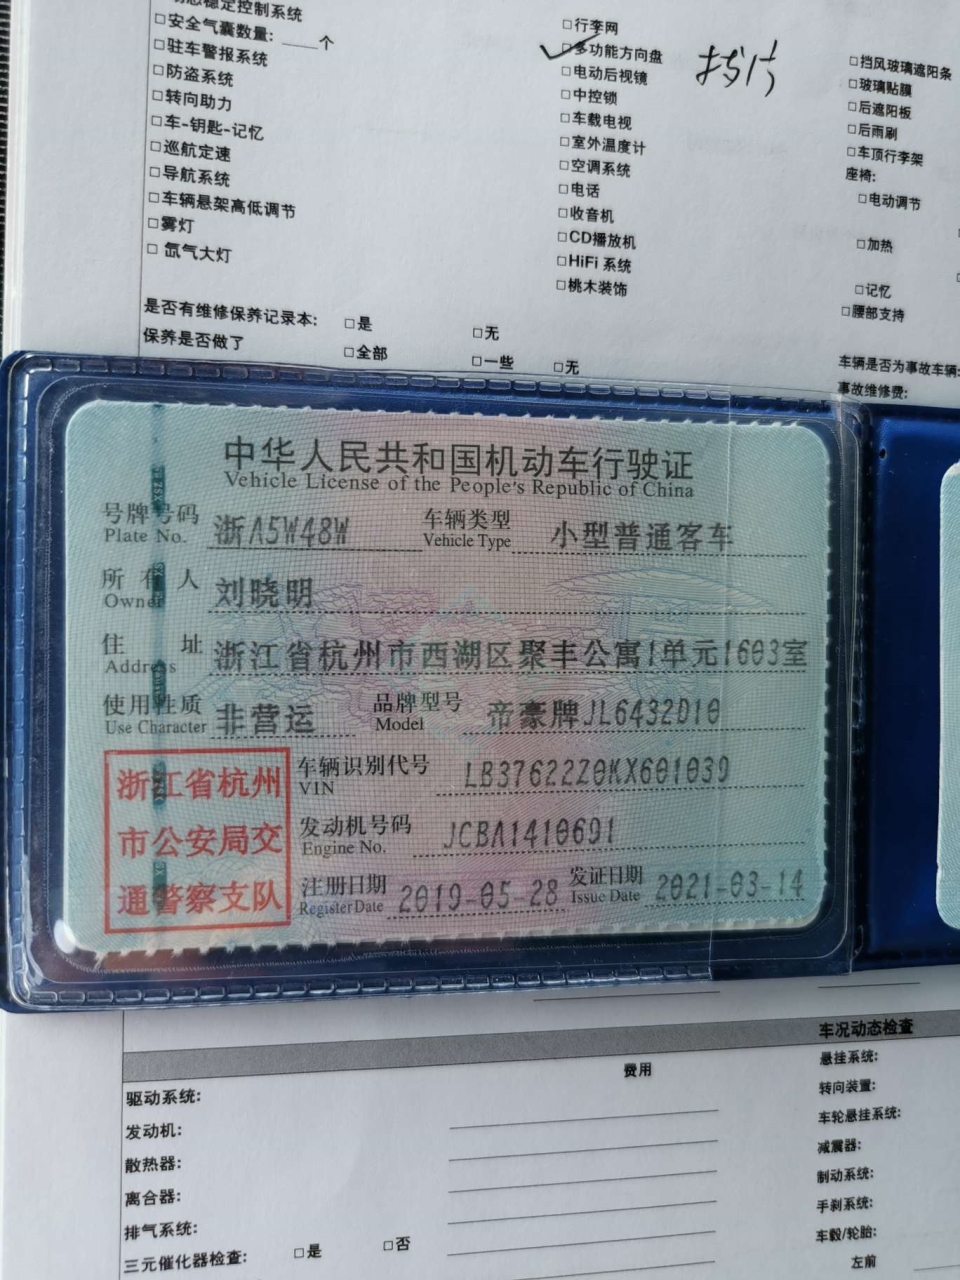 动态稳定控制系统
□安全气囊数量: ____个
□驻车警报系统
□防盗系统
□转向助力
□车-钥匙-记忆
□巡航定速
□导航系统
□车辆悬架高低调节
□雾灯
□氙气大灯
□行李网
□多功能方向盘
拨片
□电动后视镜
□中控锁
□车载电视
□室外温度计
□空调系统
□电话
□收音机
□CD播放机
□HiFi 系统
□桃木装饰
□挡风玻璃遮阳条
□玻璃贴膜
□后遮阳板
□后雨刷
□车顶行李架
座椅:
□电动调节
□加热
□记忆
□腰部支持
是否有维修保养记录本: □是 □无
保养是否做了 □全部 □一些 □无
车辆是否为事故车辆:
事故维修费:
中华人民共和国机动车行驶证
Vehicle License of the People's Republic of China
号牌号码 浙A5W48W 车辆类型 小型普通客车
Plate No. Vehicle Type
所有人 刘晓明
Owner
住址 浙江省杭州市西湖区聚丰公寓1单元1603室
Address
使用性质 非营运 品牌型号 帝豪牌JL6432D10
Use Character Model
浙江省杭州
市公安局交
通警察支队
车辆识别代号 LB37622Z0KX601039
VIN
发动机号码 JCBA1410691
Engine No.
注册日期 2019-05-28 发证日期 2021-03-14
Register Date Issue Date
车况动态检查
费用
驱动系统:
发动机:
散热器:
离合器:
排气系统:
三元催化器检查: □是 □否
悬挂系统:
转向装置:
车轮悬挂系统:
减震器:
制动系统:
手刹系统:
车毂/轮胎:
左前